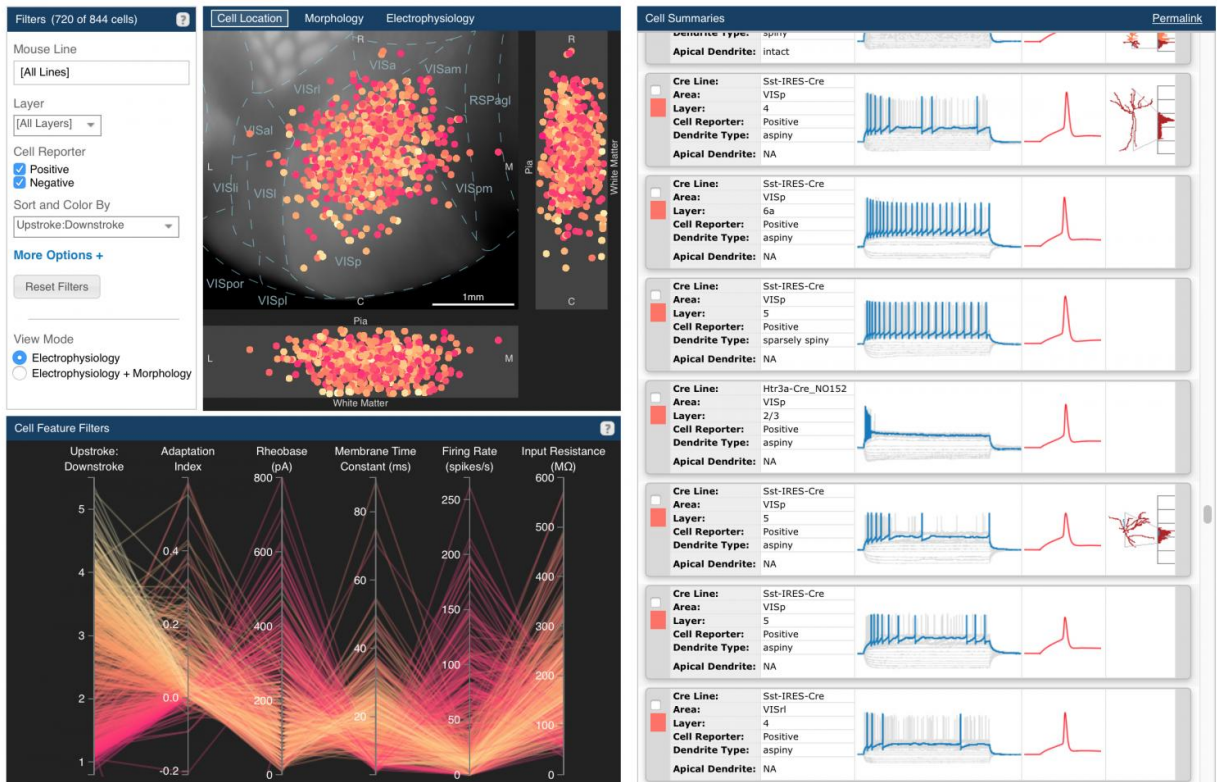 Filters (720 of 844 cells) ?
Mouse Line
[All Lines]
Layer
[All Layers]
Cell Reporter
Positive
Negative
Sort and Color By
Upstroke:Downstroke
More Options +
Reset Filters
View Mode
Electrophysiology
Electrophysiology + Morphology
Cell Location Morphology Electrophysiology
R
VISa
VISam
VISrl
RSPagl
VISal
L
M
VISli
VISl
VISpm
VISp
VISpor
VISpl
C
1mm
R
Pia
White Matter
C
Pia
L
M
White Matter
Cell Feature Filters ?
Upstroke:
Downstroke
5
4
3
2
1
Adaptation
Index
0.4
0.2
0.0
-0.2
Rheobase
(pA)
800
600
400
200
0
Membrane Time
Constant (ms)
80
60
40
20
Firing Rate
(spikes/s)
250
200
150
100
50
0
Input Resistance
(MΩ)
600
500
400
300
200
100
0
Cell Summaries Permalink
Dendrite Type: spiny
Apical Dendrite: intact
Cre Line: Sst-IRES-Cre
Area: VISp
Layer: 4
Cell Reporter: Positive
Dendrite Type: aspiny
Apical Dendrite: NA
Cre Line: Sst-IRES-Cre
Area: VISp
Layer: 6a
Cell Reporter: Positive
Dendrite Type: aspiny
Apical Dendrite: NA
Cre Line: Sst-IRES-Cre
Area: VISp
Layer: 5
Cell Reporter: Positive
Dendrite Type: sparsely spiny
Apical Dendrite: NA
Cre Line: Htr3a-Cre_NO152
Area: VISp
Layer: 2/3
Cell Reporter: Positive
Dendrite Type: aspiny
Apical Dendrite: NA
Cre Line: Sst-IRES-Cre
Area: VISp
Layer: 5
Cell Reporter: Positive
Dendrite Type: aspiny
Apical Dendrite: NA
Cre Line: Sst-IRES-Cre
Area: VISp
Layer: 5
Cell Reporter: Positive
Dendrite Type: aspiny
Apical Dendrite: NA
Cre Line: Sst-IRES-Cre
Area: VISrl
Layer: 4
Cell Reporter: Positive
Dendrite Type: aspiny
Apical Dendrite: NA